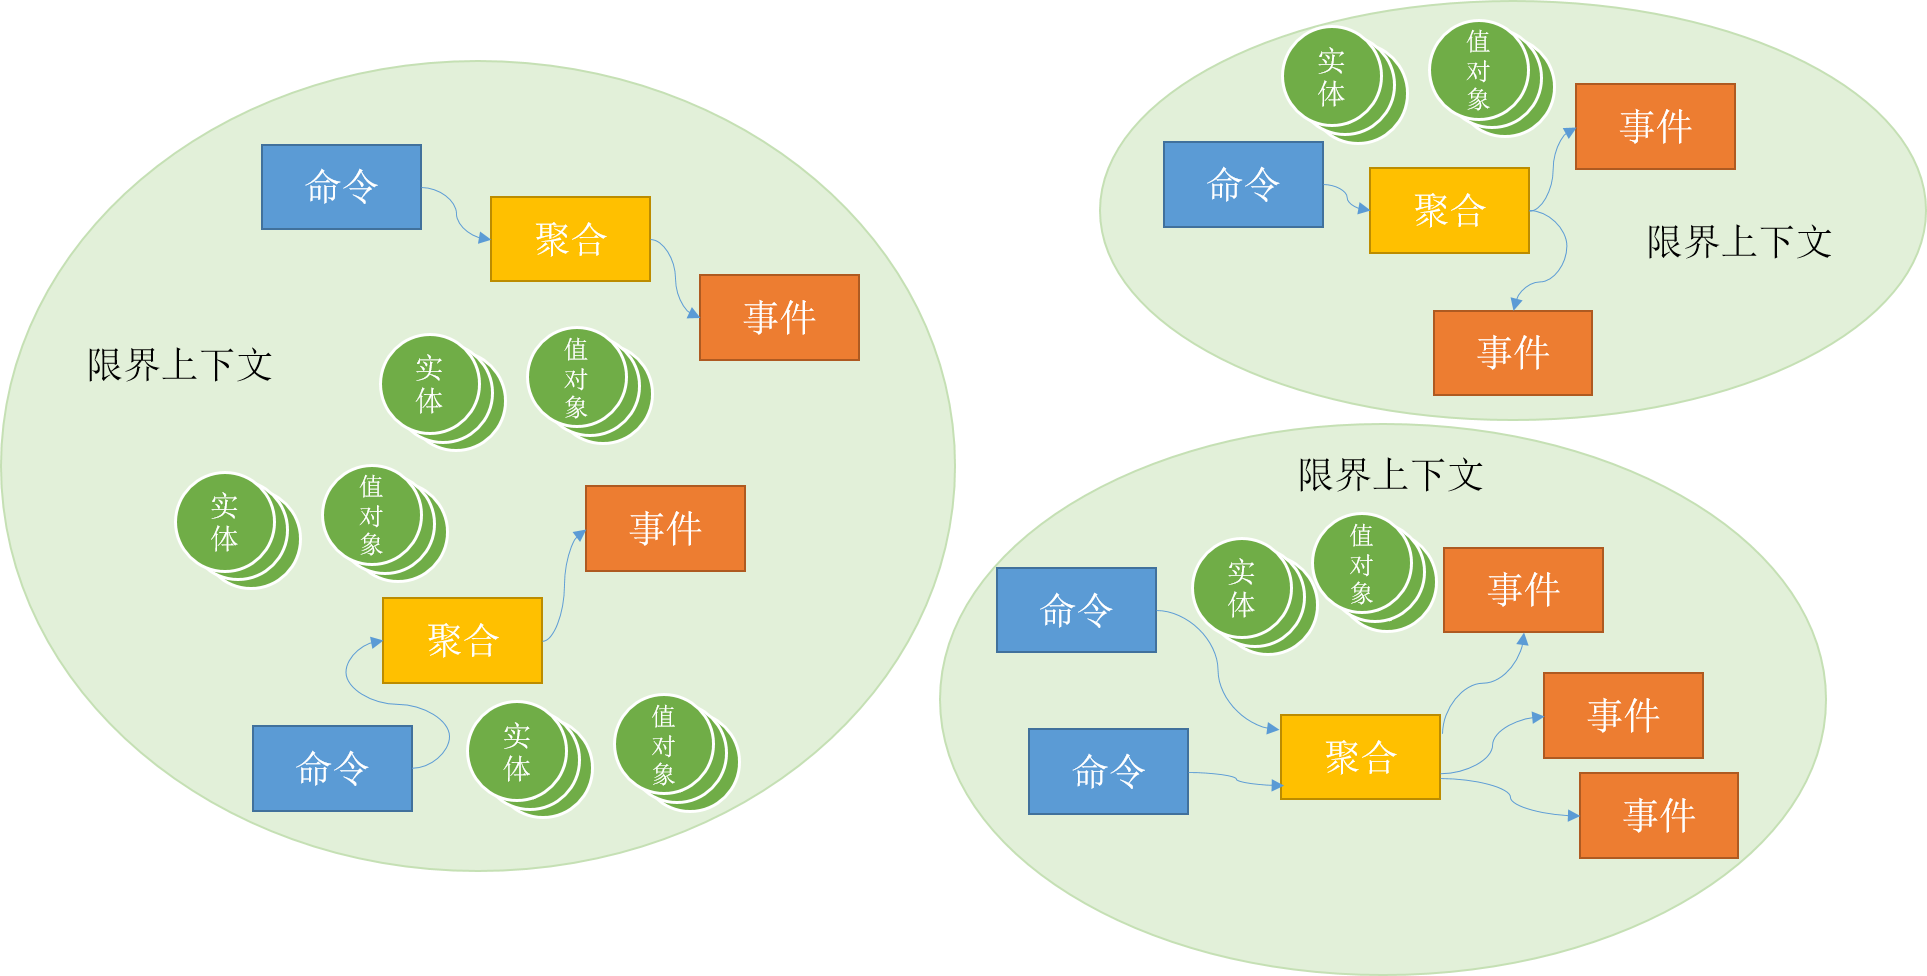 命令
聚合
事件
限界上下文
实
体
值
对
象
实
体
值
对
象
事件
聚合
命令
实
体
值
对
象
实
体
值
对
象
命令
聚合
事件
限界上下文
事件
限界上下文
实
体
值
对
象
事件
命令
事件
命令
聚合
事件